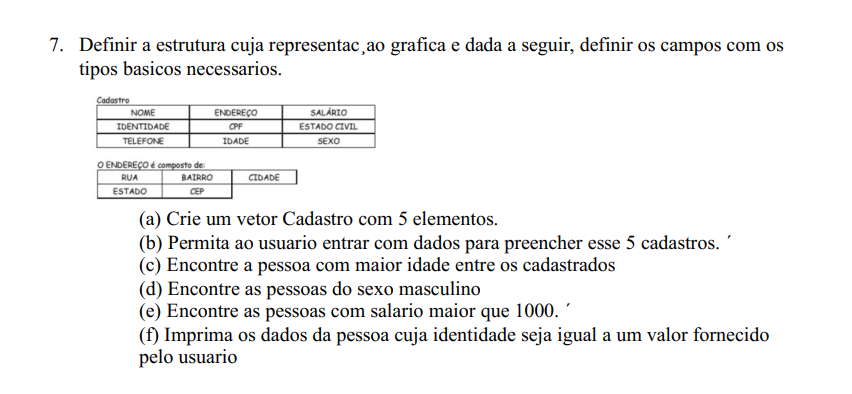 7. Definir a estrutura cuja representac¸ao grafica e dada a seguir, definir os campos com os
tipos basicos necessarios.
Cadastro
NOME ENDEREÇO SALÁRIO
IDENTIDADE CPF ESTADO CIVIL
TELEFONE IDADE SEXO
O ENDEREÇO é composto de:
RUA BAIRRO CIDADE
ESTADO CEP
(a) Crie um vetor Cadastro com 5 elementos.
(b) Permita ao usuario entrar com dados para preencher esse 5 cadastros. ´
(c) Encontre a pessoa com maior idade entre os cadastrados
(d) Encontre as pessoas do sexo masculino
(e) Encontre as pessoas com salario maior que 1000. ´
(f) Imprima os dados da pessoa cuja identidade seja igual a um valor fornecido
pelo usuario